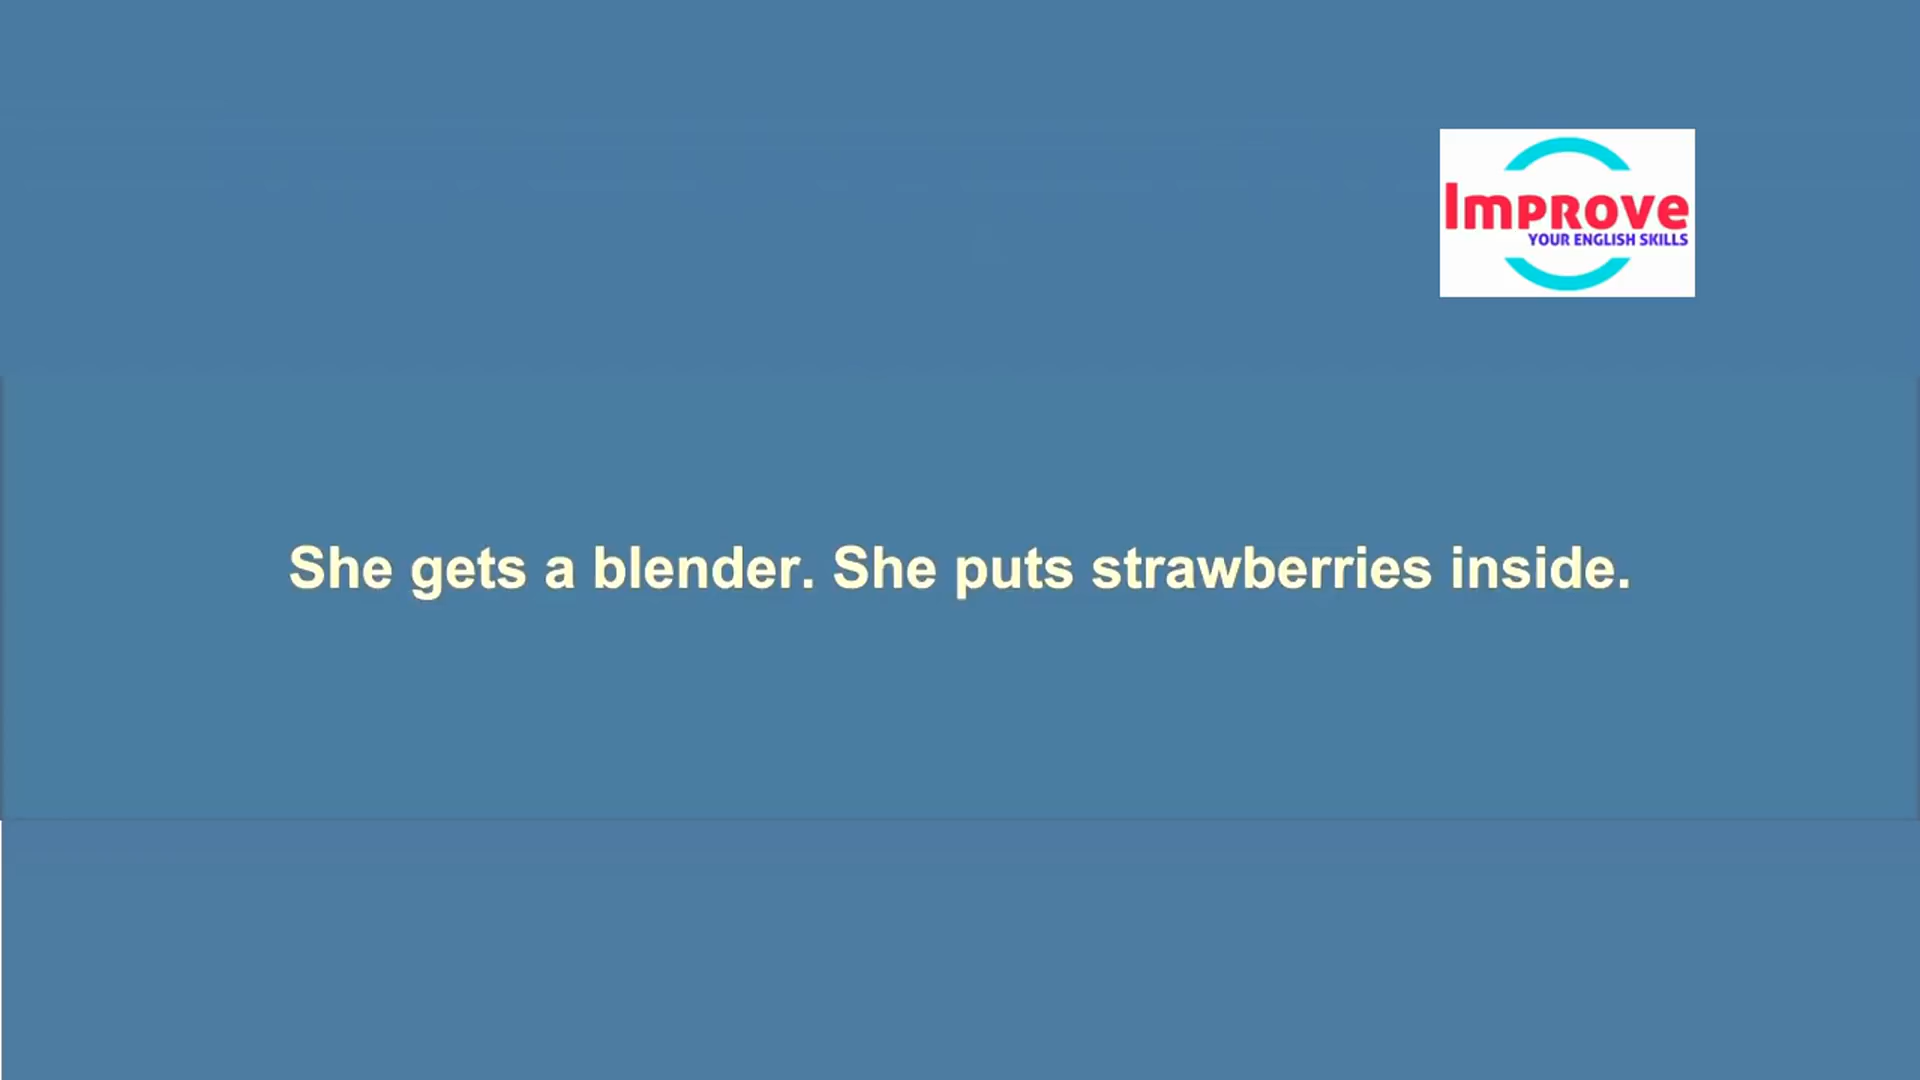 Improve
YOUR ENGLISH SKILLS
She gets a blender. She puts strawberries inside.